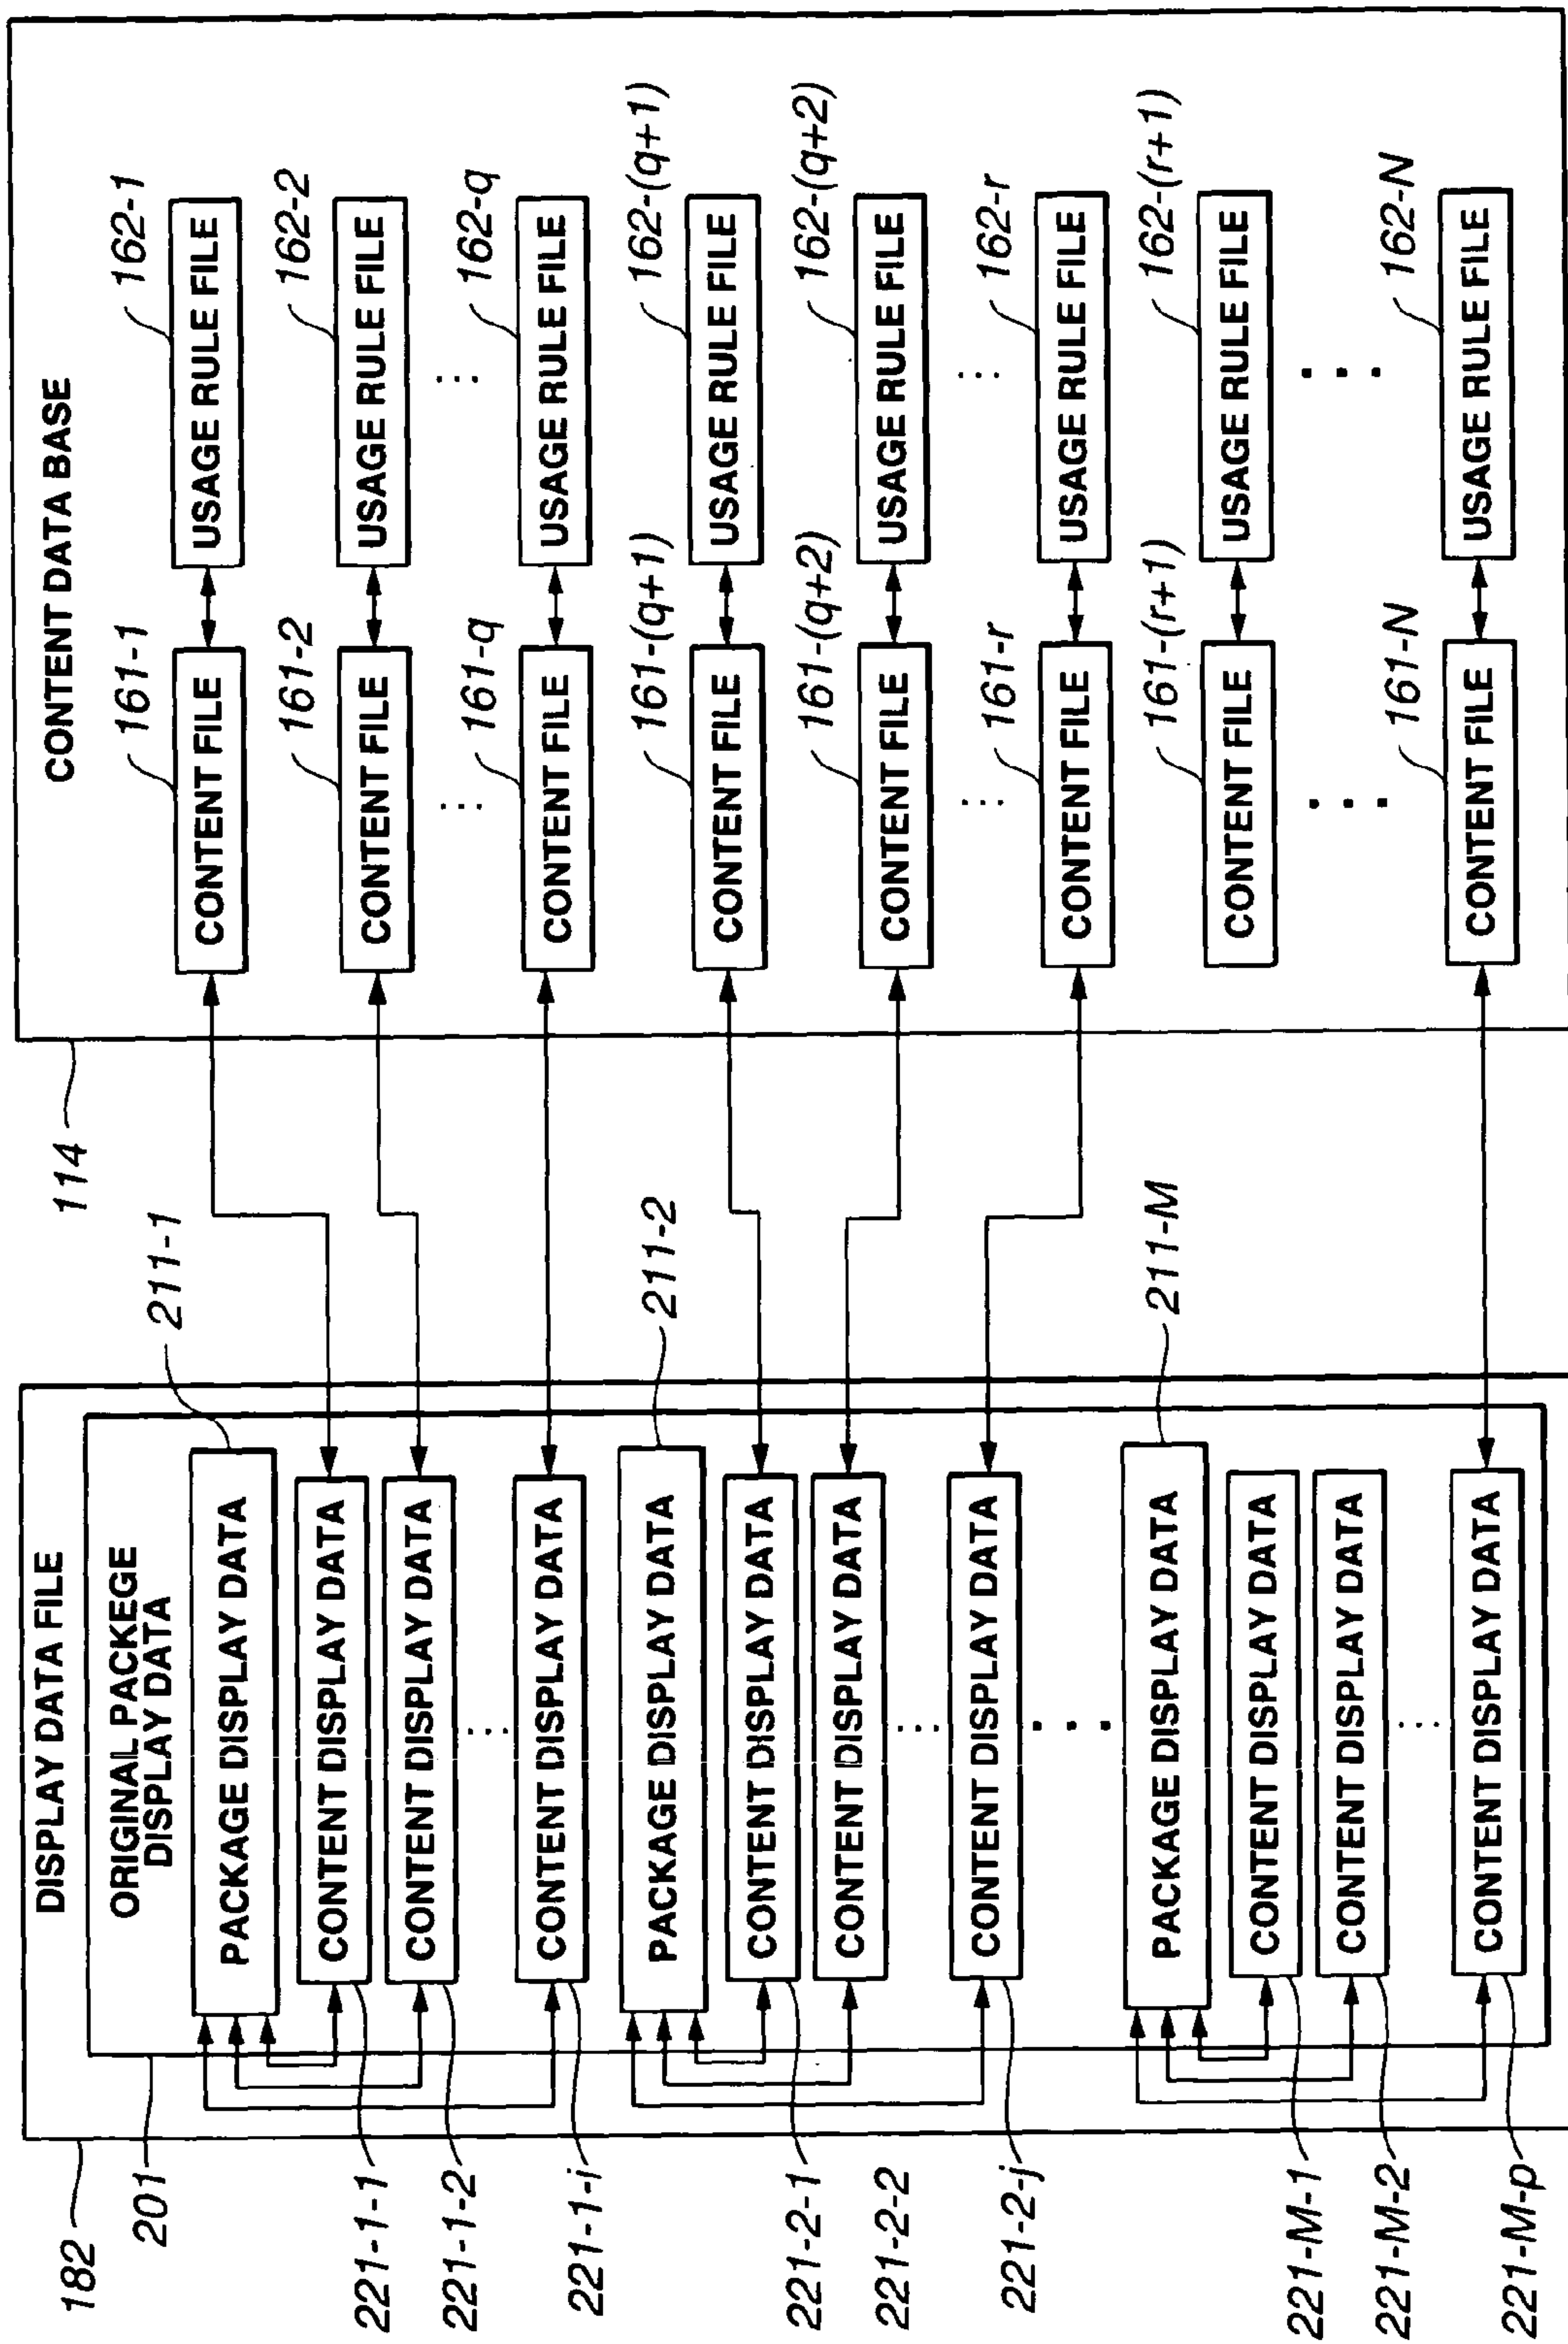 DISPLAY DATA FILE
ORIGINAL PACKEGE
DISPLAY DATA
182
201
PACKAGE DISPLAY DATA
211-1
CONTENT DISPLAY DATA
221-1-1
CONTENT DISPLAY DATA
221-1-2
⋮
CONTENT DISPLAY DATA
221-1-i
PACKAGE DISPLAY DATA
211-2
CONTENT DISPLAY DATA
221-2-1
CONTENT DISPLAY DATA
221-2-2
⋮
CONTENT DISPLAY DATA
221-2-j
⋮
PACKAGE DISPLAY DATA
211-M
CONTENT DISPLAY DATA
221-M-1
CONTENT DISPLAY DATA
221-M-2
⋮
CONTENT DISPLAY DATA
221-M-p
114
CONTENT DATA BASE
161-1
162-1
CONTENT FILE
USAGE RULE FILE
161-2
162-2
CONTENT FILE
USAGE RULE FILE
⋮
⋮
161-q
162-q
CONTENT FILE
USAGE RULE FILE
161-(q+1)
162-(q+1)
CONTENT FILE
USAGE RULE FILE
161-(q+2)
162-(q+2)
CONTENT FILE
USAGE RULE FILE
⋮
⋮
161-r
162-r
CONTENT FILE
USAGE RULE FILE
161-(r+1)
162-(r+1)
CONTENT FILE
USAGE RULE FILE
⋮
⋮
161-N
162-N
CONTENT FILE
USAGE RULE FILE